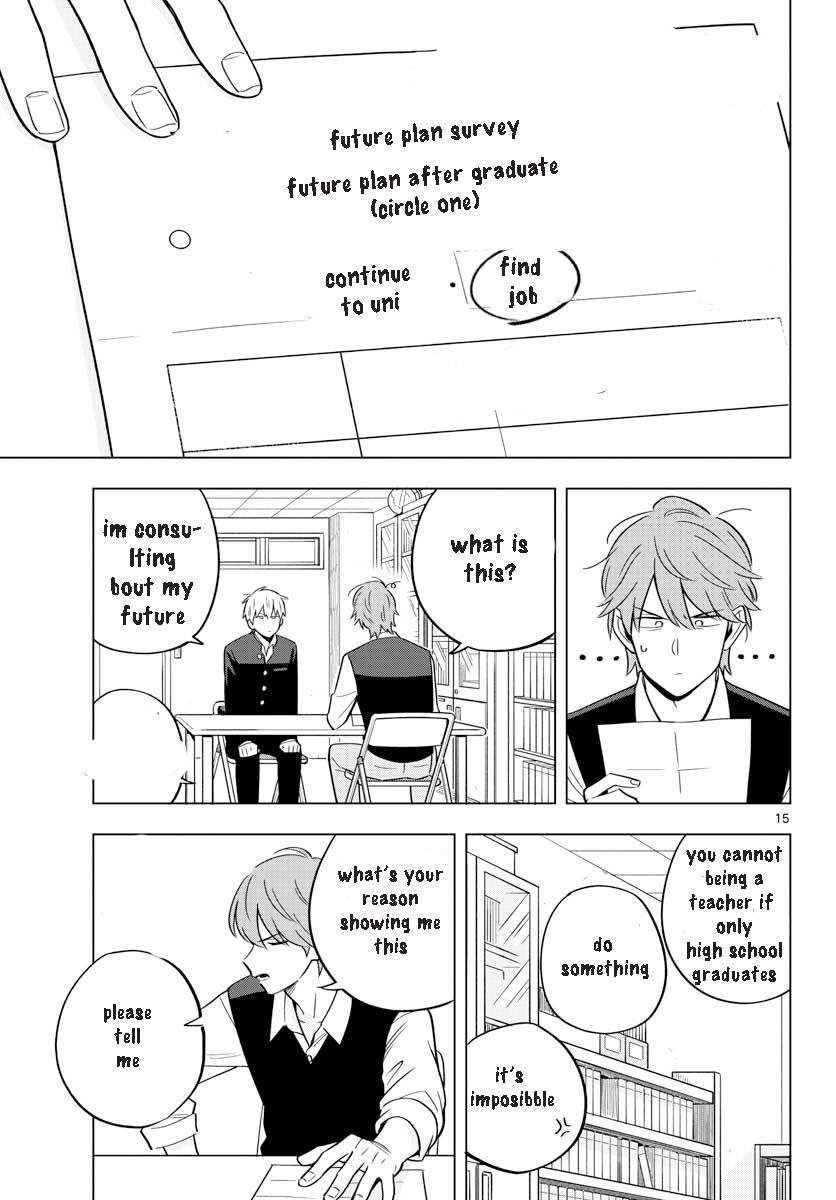 future plan survey
future plan after graduate
(circle one)
continue
to uni
・
find
job
......
......
what is
this?
im consu-
lting
bout my
future
15
you cannot
being a
teacher if
only
high school
graduates
do
something
it's
imposibble
what's your
reason
showing me
this
please
tell
me